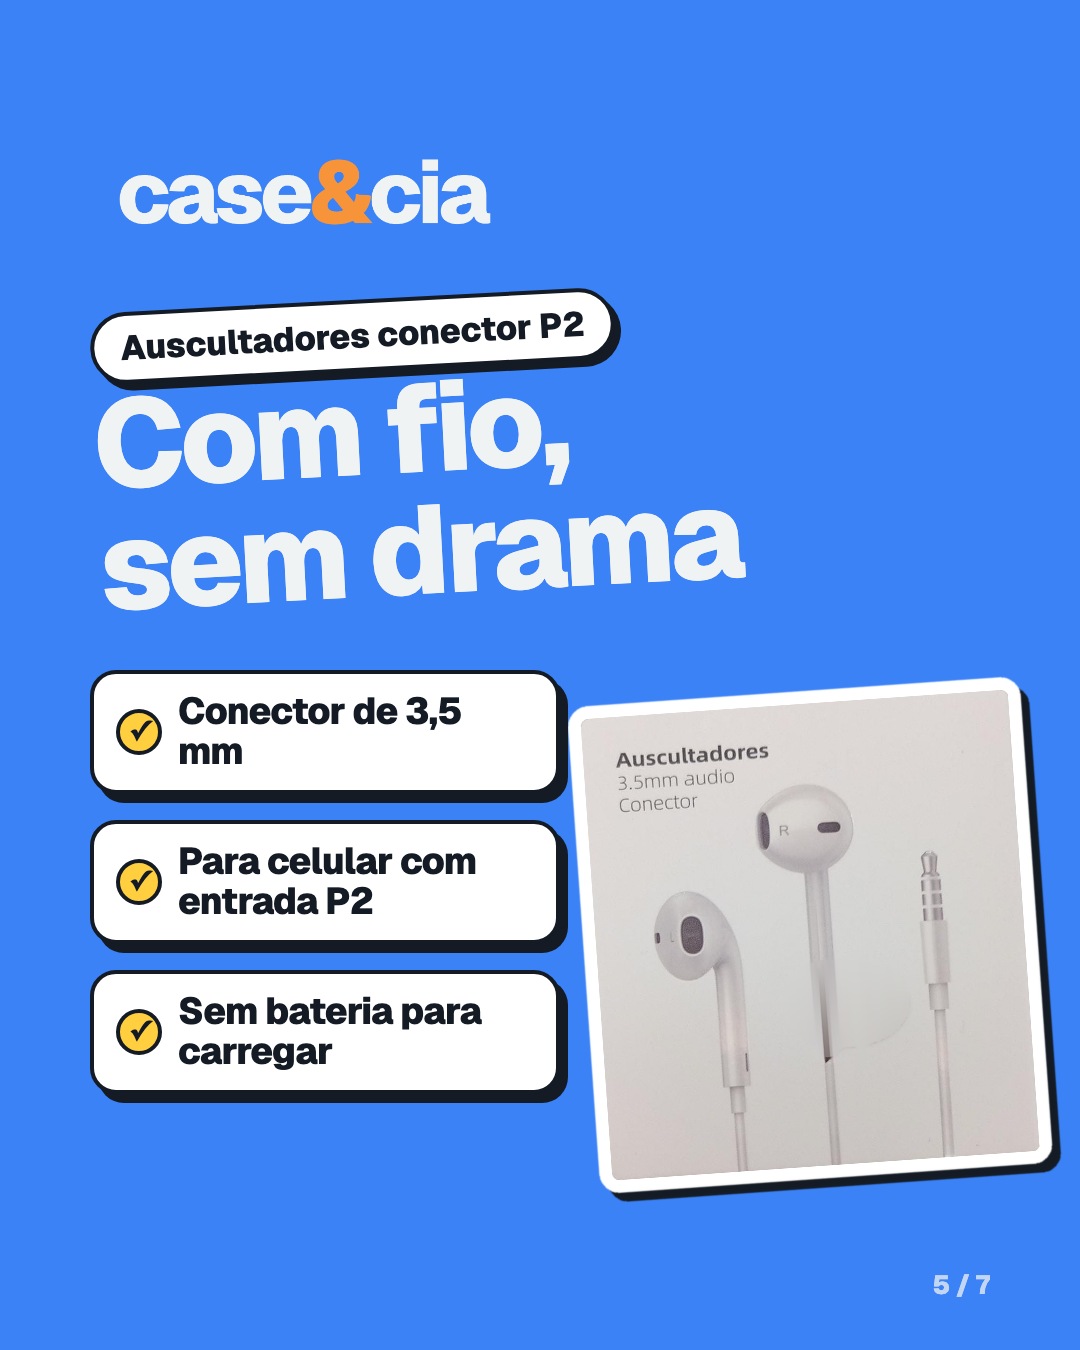 case&cia
Auscultadores conector P2
Com fio,
sem drama
Conector de 3,5
mm
Para celular com
entrada P2
Sem bateria para
carregar
Auscultadores
3.5mm audio
Conector
R
L
5 / 7